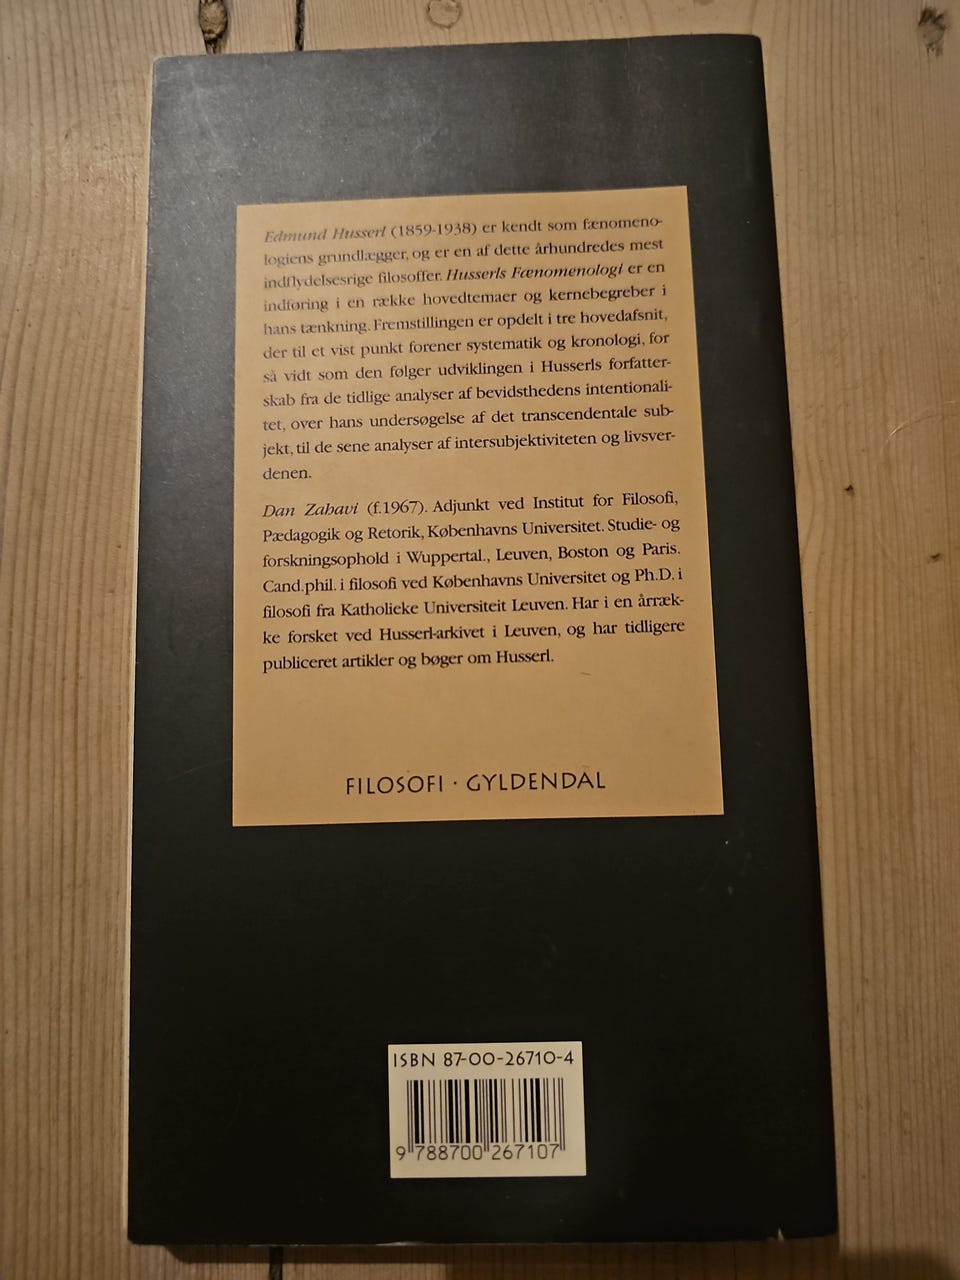 Edmund Husserl (1859-1938) er kendt som fænomeno-
logiens grundlægger, og er en af dette århundredes mest
indflydelsesrige filosoffer. Husserls Fænomenologi er en
indføring i en række hovedtemaer og kernebegreber i
hans tænkning. Fremstillingen er opdelt i tre hovedafsnit,
der til et vist punkt forener systematik og kronologi, for
så vidt som den følger udviklingen i Husserls forfatter-
skab fra de tidlige analyser af bevidsthedens intentionali-
tet, over hans undersøgelse af det transcendentale sub-
jekt, til de sene analyser af intersubjektiviteten og livsver-
denen.
Dan Zahavi (f.1967). Adjunkt ved Institut for Filosofi,
Pædagogik og Retorik, Københavns Universitet. Studie- og
forskningsophold i Wuppertal., Leuven, Boston og Paris.
Cand.phil. i filosofi ved Københavns Universitet og Ph.D. i
filosofi fra Katholieke Universiteit Leuven. Har i en årræk-
ke forsket ved Husserl-arkivet i Leuven, og har tidligere
publiceret artikler og bøger om Husserl.
FILOSOFI · GYLDENDAL
ISBN 87-00-26710-4
9 788700 267107